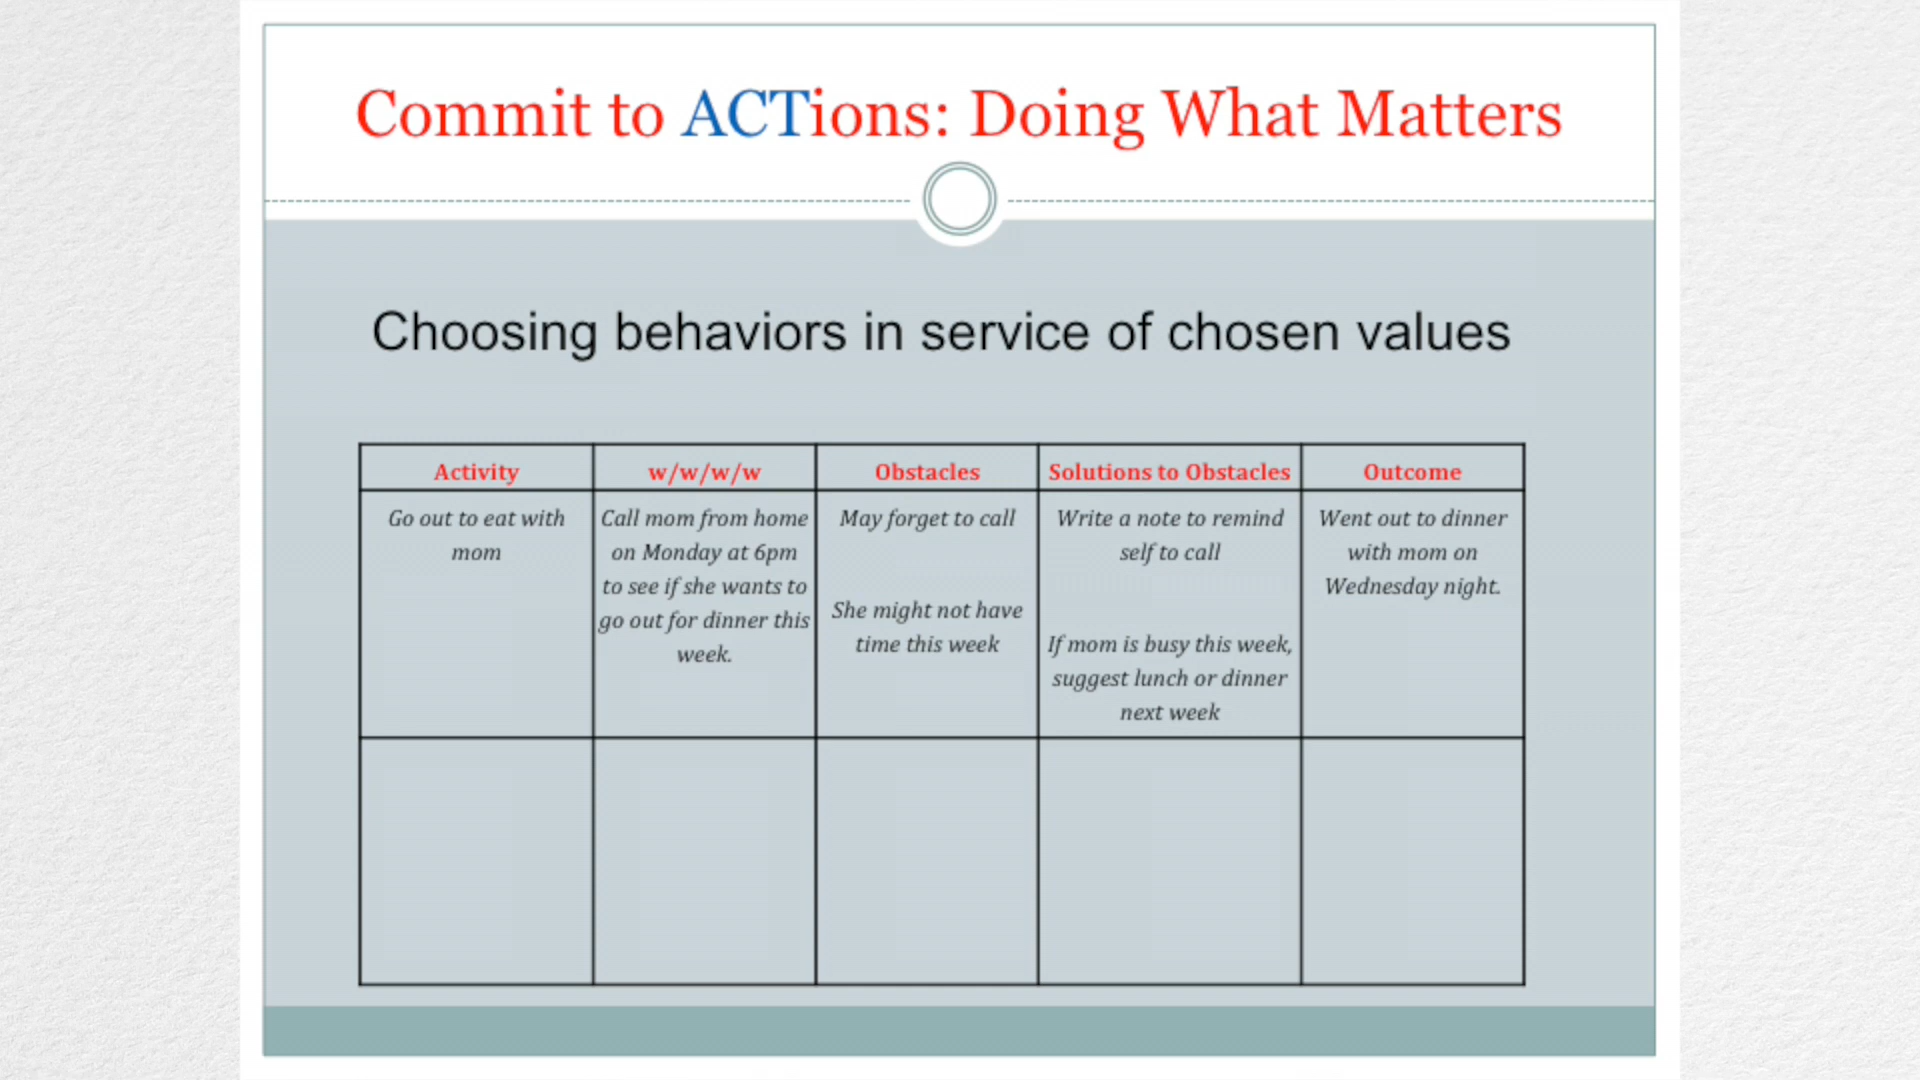 Commit to ACTions: Doing What Matters
Choosing behaviors in service of chosen values
Activity
w/w/w/w
Obstacles
Solutions to Obstacles
Outcome
Go out to eat with
mom
Call mom from home
on Monday at 6pm
to see if she wants to
go out for dinner this
week.
May forget to call
She might not have
time this week
Write a note to remind
self to call
If mom is busy this week,
suggest lunch or dinner
next week
Went out to dinner
with mom on
Wednesday night.